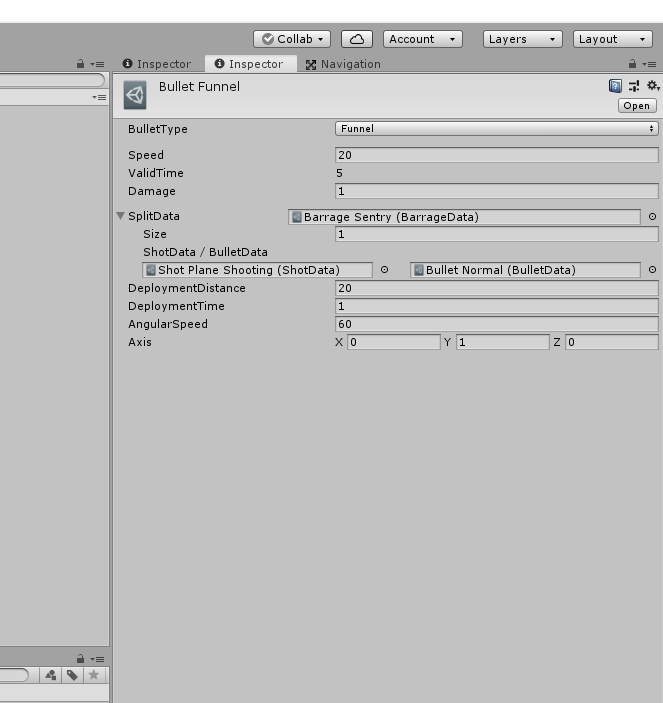 Collab Account Layers Layout
Inspector Inspector Navigation
Bullet Funnel
Open
BulletType Funnel
Speed 20
ValidTime 5
Damage 1
SplitData Barrage Sentry (BarrageData)
Size 1
ShotData / BulletData
Shot Plane Shooting (ShotData) Bullet Normal (BulletData)
DeploymentDistance 20
DeploymentTime 1
AngularSpeed 60
Axis X 0 Y 1 Z 0